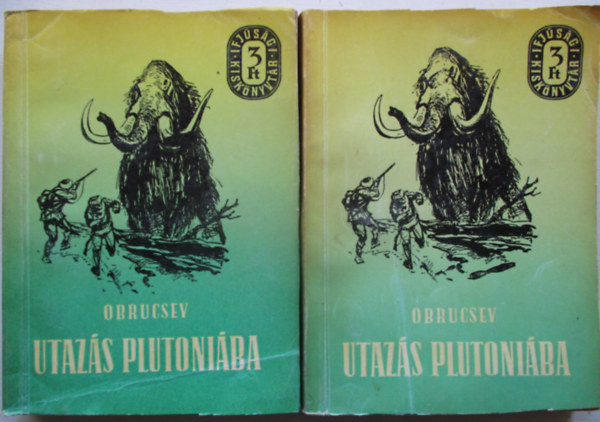 IFJÚSÁGI
3
Ft
KISKÖNYVTÁR
OBRUCSEV
UTAZÁS PLUTONIÁBA
IFJÚSÁGI
3
Ft
KISKÖNYVTÁR
OBRUCSEV
UTAZÁS PLUTONIÁBA